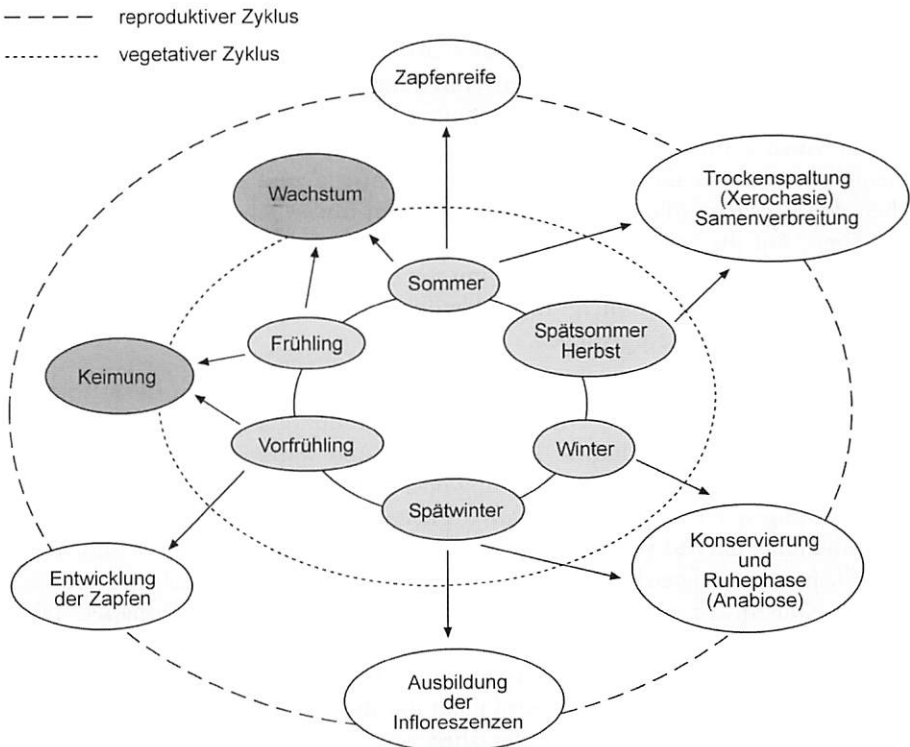 reproduktiver Zyklus
vegetativer Zyklus
Zapfenreife
Trockenspaltung
(Xerochasie)
Samenverbreitung
Wachstum
Sommer
Spätsommer
Herbst
Frühling
Keimung
Vorfrühling
Winter
Spätwinter
Konservierung
und
Ruhephase
(Anabiose)
Entwicklung
der Zapfen
Ausbildung
der
Infloreszenzen